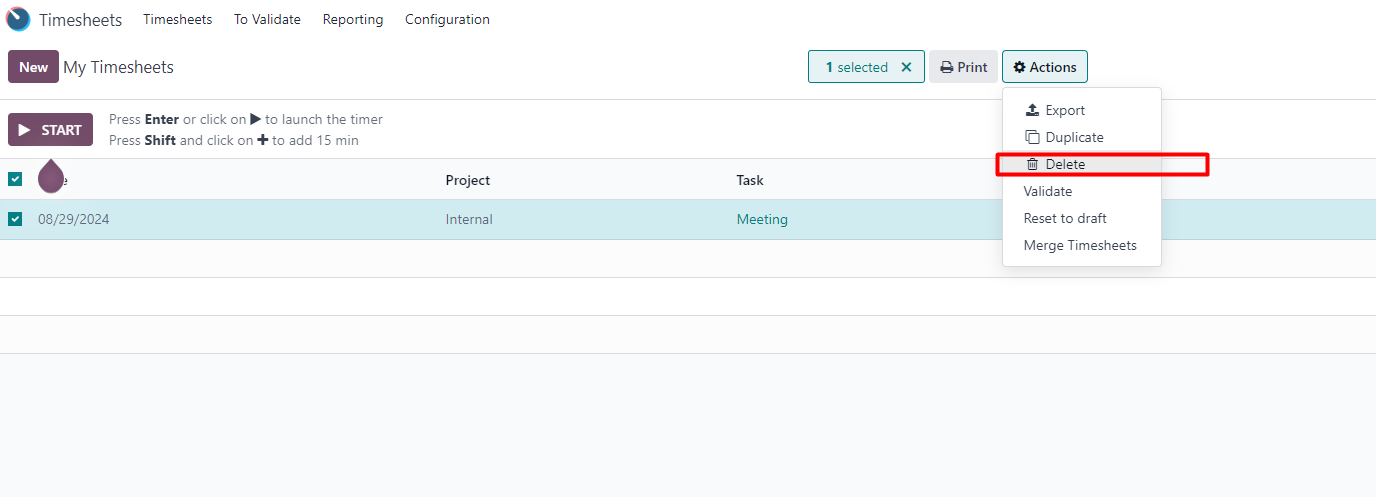 Timesheets Timesheets To Validate Reporting Configuration
New My Timesheets 1 selected × Print Actions
Export
START Press Enter or click on ▶ to launch the timer
Press Shift and click on + to add 15 min
Duplicate
Delete
Project Task
Validate
08/29/2024 Internal Meeting
Reset to draft
Merge Timesheets